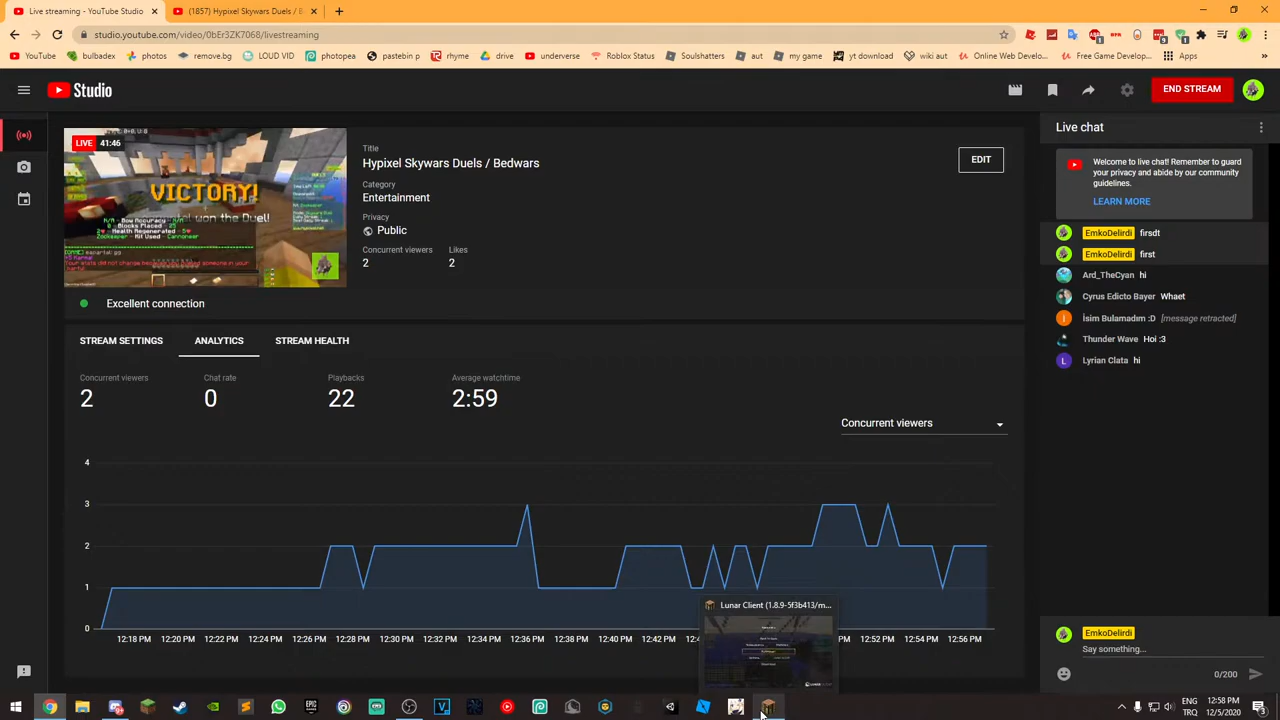 Live streaming - YouTube Studio
(1857) Hypixel Skywars Duels / B
studio.youtube.com/video/0bEr3ZK7068/livestreaming
YouTube
bulbadex
photos
remove.bg
LOUD VID
photopea
pastebin p
rhyme
drive
underverse
Roblox Status
Soulshatters
aut
my game
yt download
wiki aut
Online Web Develo...
Free Game Develop...
Apps
Studio
END STREAM
LIVE 41:46
VICTORY!
won the Duel!
Title
Hypixel Skywars Duels / Bedwars
EDIT
Category
Entertainment
Privacy
Public
Concurrent viewers
Likes
2
2
Excellent connection
STREAM SETTINGS
ANALYTICS
STREAM HEALTH
Concurrent viewers
Chat rate
Playbacks
Average watchtime
2
0
22
2:59
Concurrent viewers
4
3
2
1
0
12:18 PM
12:20 PM
12:22 PM
12:24 PM
12:26 PM
12:28 PM
12:30 PM
12:32 PM
12:34 PM
12:36 PM
12:38 PM
12:40 PM
12:42 PM
12:52 PM
12:54 PM
12:56 PM
Lunar Client (1.8.9-5f3b413/m...
Live chat
Welcome to live chat! Remember to guard
your privacy and abide by our community
guidelines.
LEARN MORE
EmkoDelirdi firsdt
EmkoDelirdi first
Ard_TheCyan hi
Cyrus Edicto Bayer Whaet
İsim Bulamadım :D [message retracted]
Thunder Wave Hoi :3
Lyrian Clata hi
EmkoDelirdi
Say something...
0/200
ENG
TRQ
12:58 PM
12/5/2020